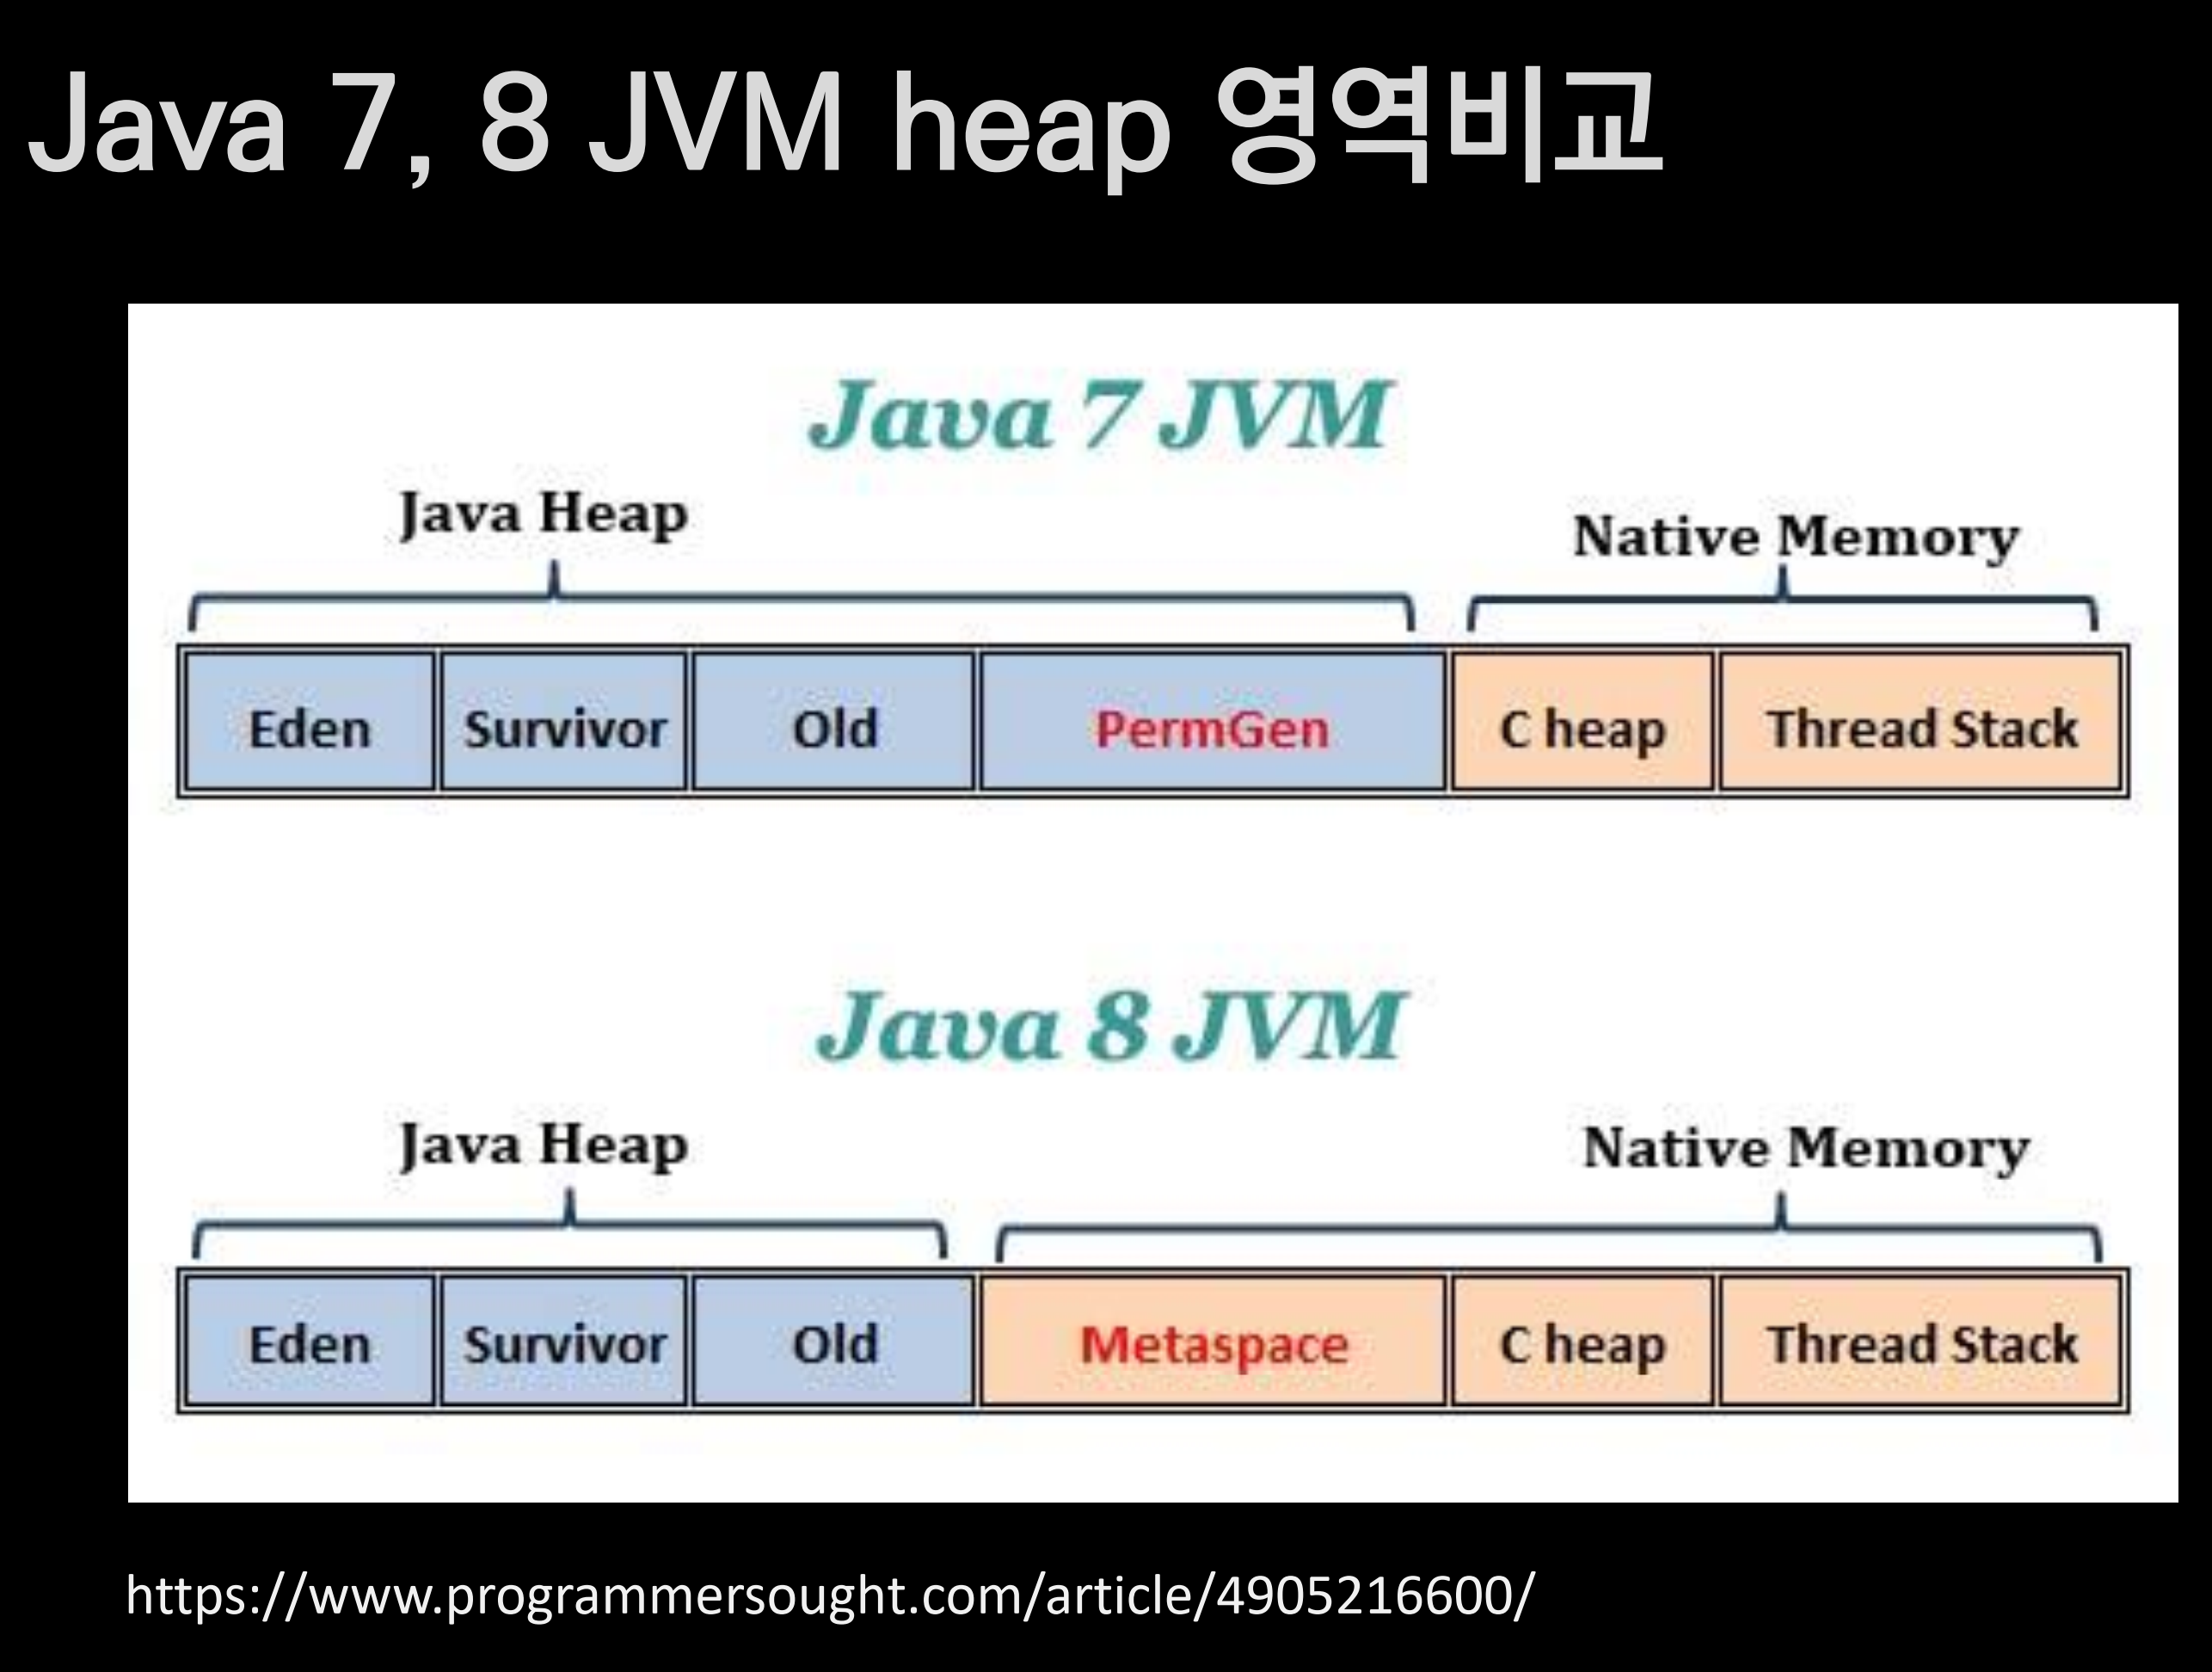 Java 7, 8 JVM heap 영역비교
Java 7 JVM
Java Heap
Native Memory
Eden
Survivor
Old
PermGen
C heap
Thread Stack
Java 8 JVM
Java Heap
Native Memory
Eden
Survivor
Old
Metaspace
C heap
Thread Stack
https://www.programmersought.com/article/4905216600/